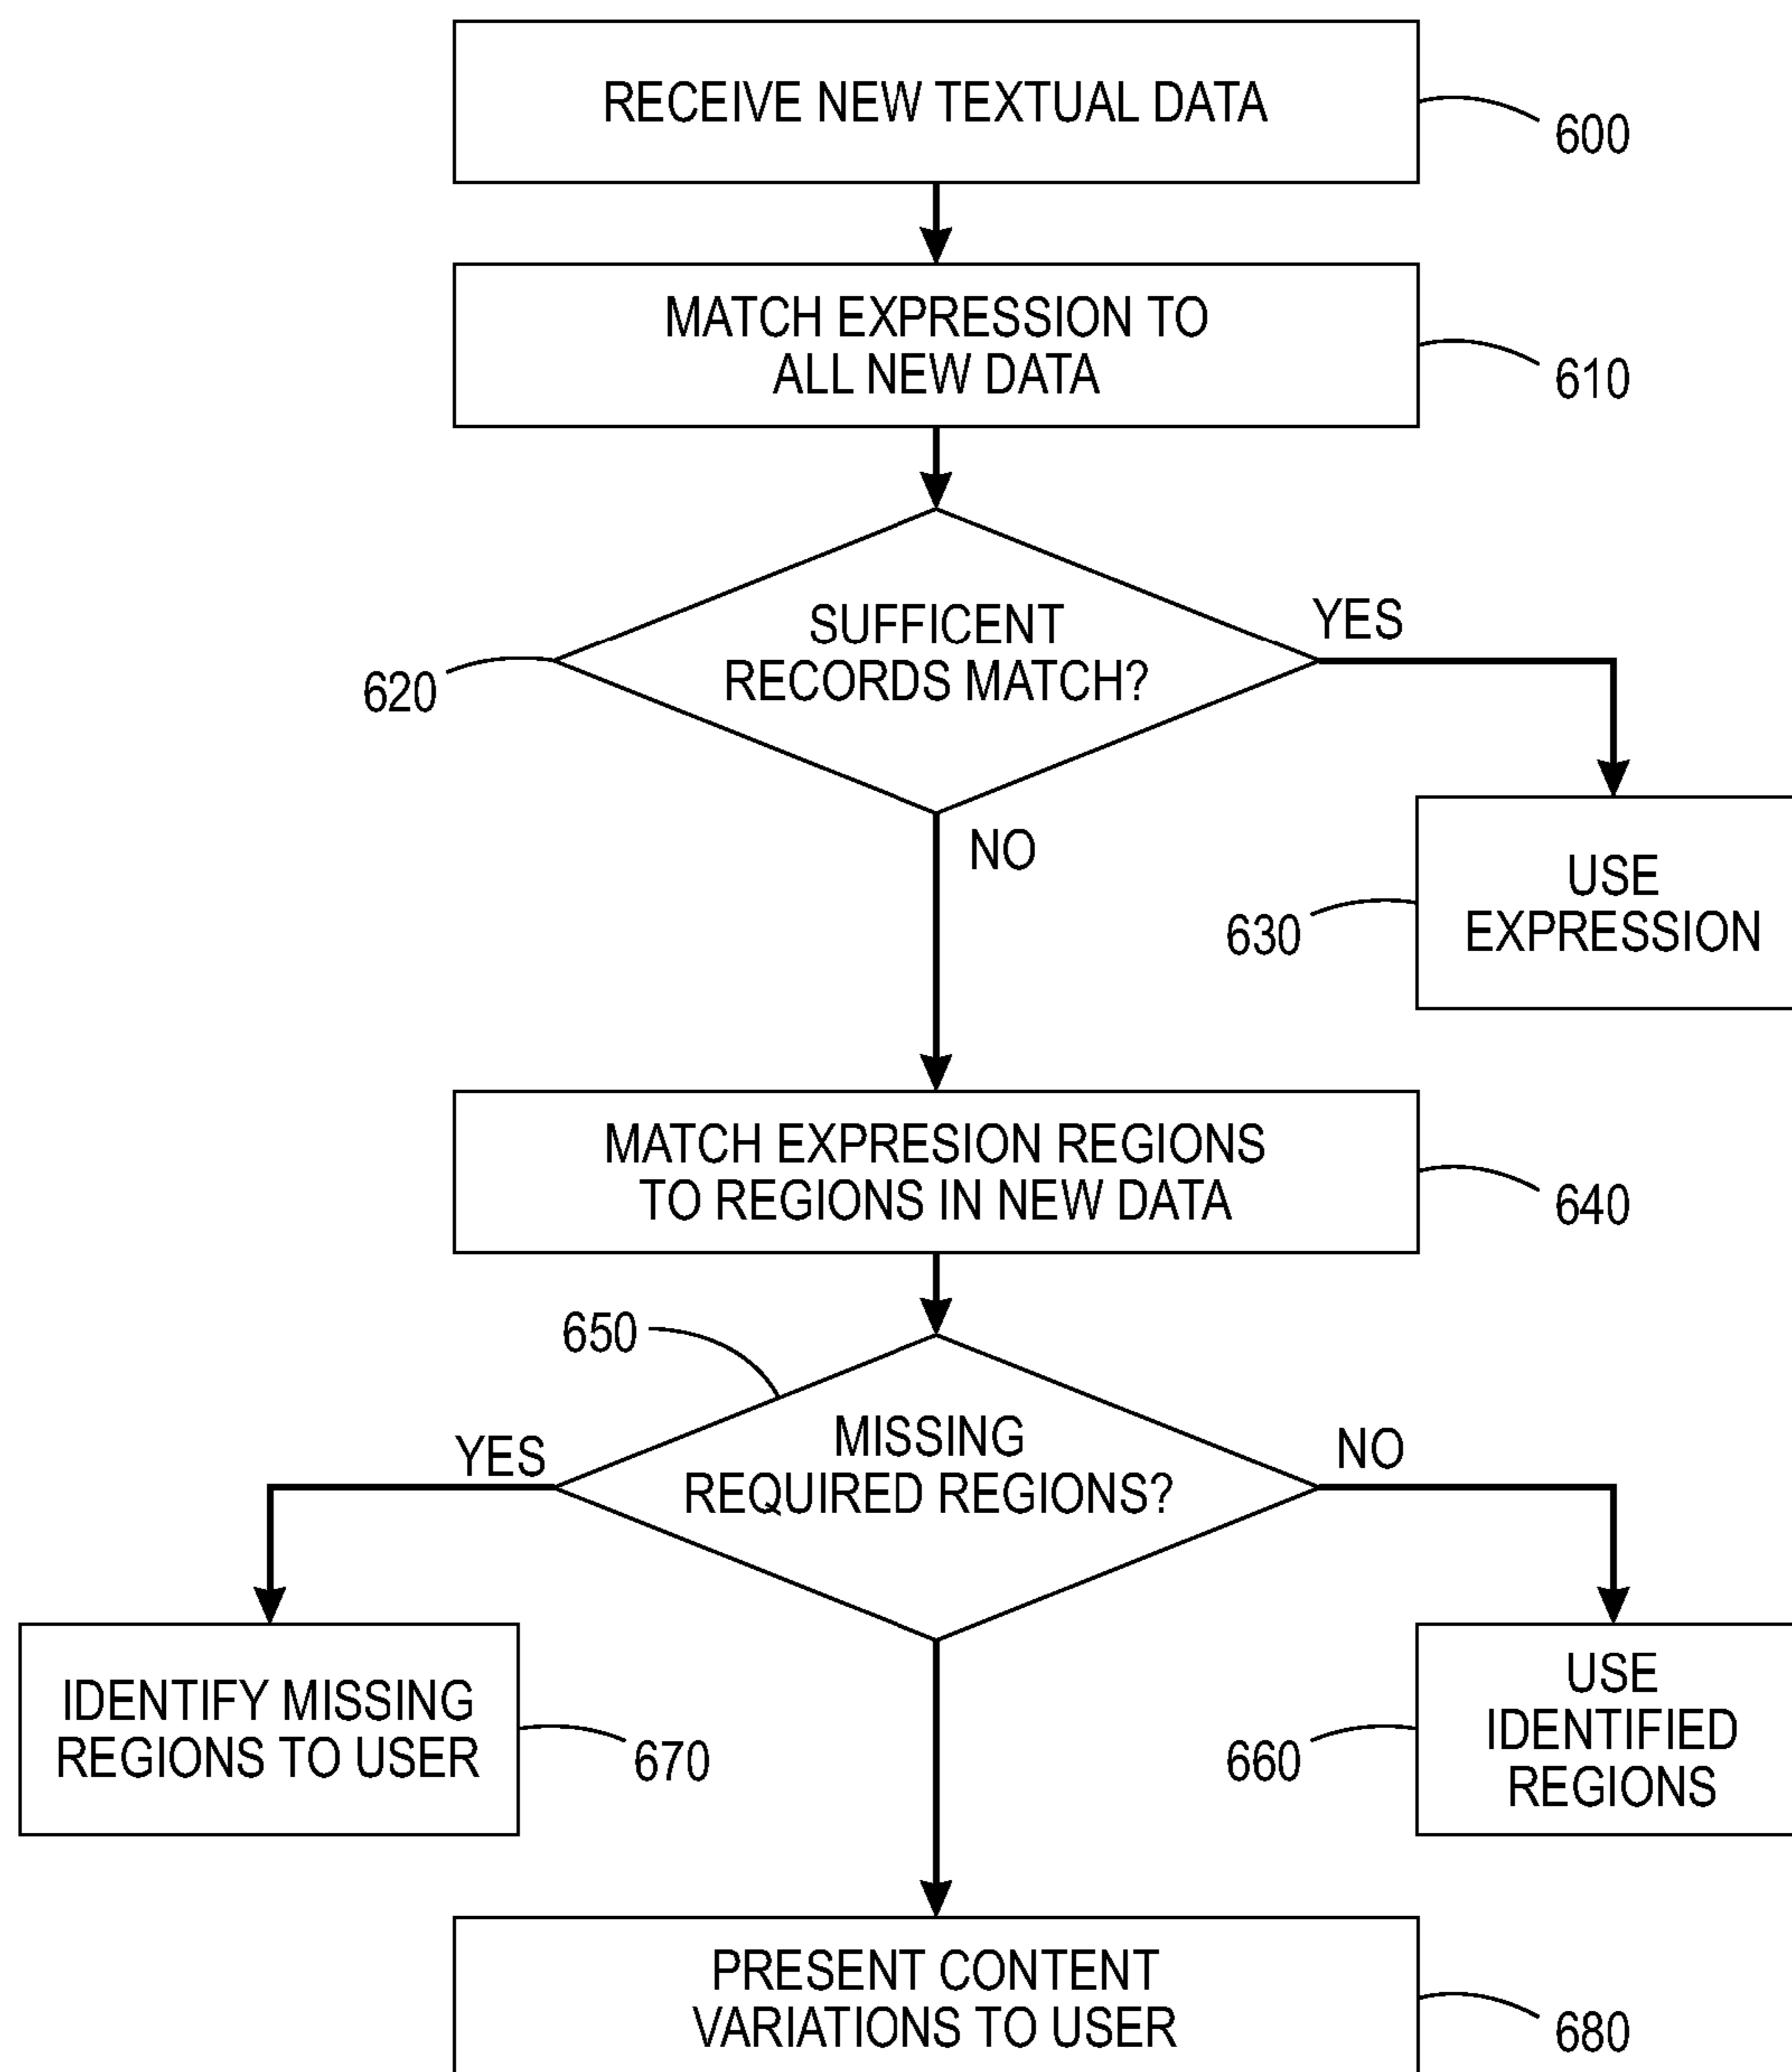 RECEIVE NEW TEXTUAL DATA
600
MATCH EXPRESSION TO
ALL NEW DATA
610
SUFFICENT
RECORDS MATCH?
YES
620
NO
USE
EXPRESSION
630
MATCH EXPRESION REGIONS
TO REGIONS IN NEW DATA
640
650
MISSING
REQUIRED REGIONS?
YES
NO
IDENTIFY MISSING
REGIONS TO USER
670
USE
IDENTIFIED
REGIONS
660
PRESENT CONTENT
VARIATIONS TO USER
680